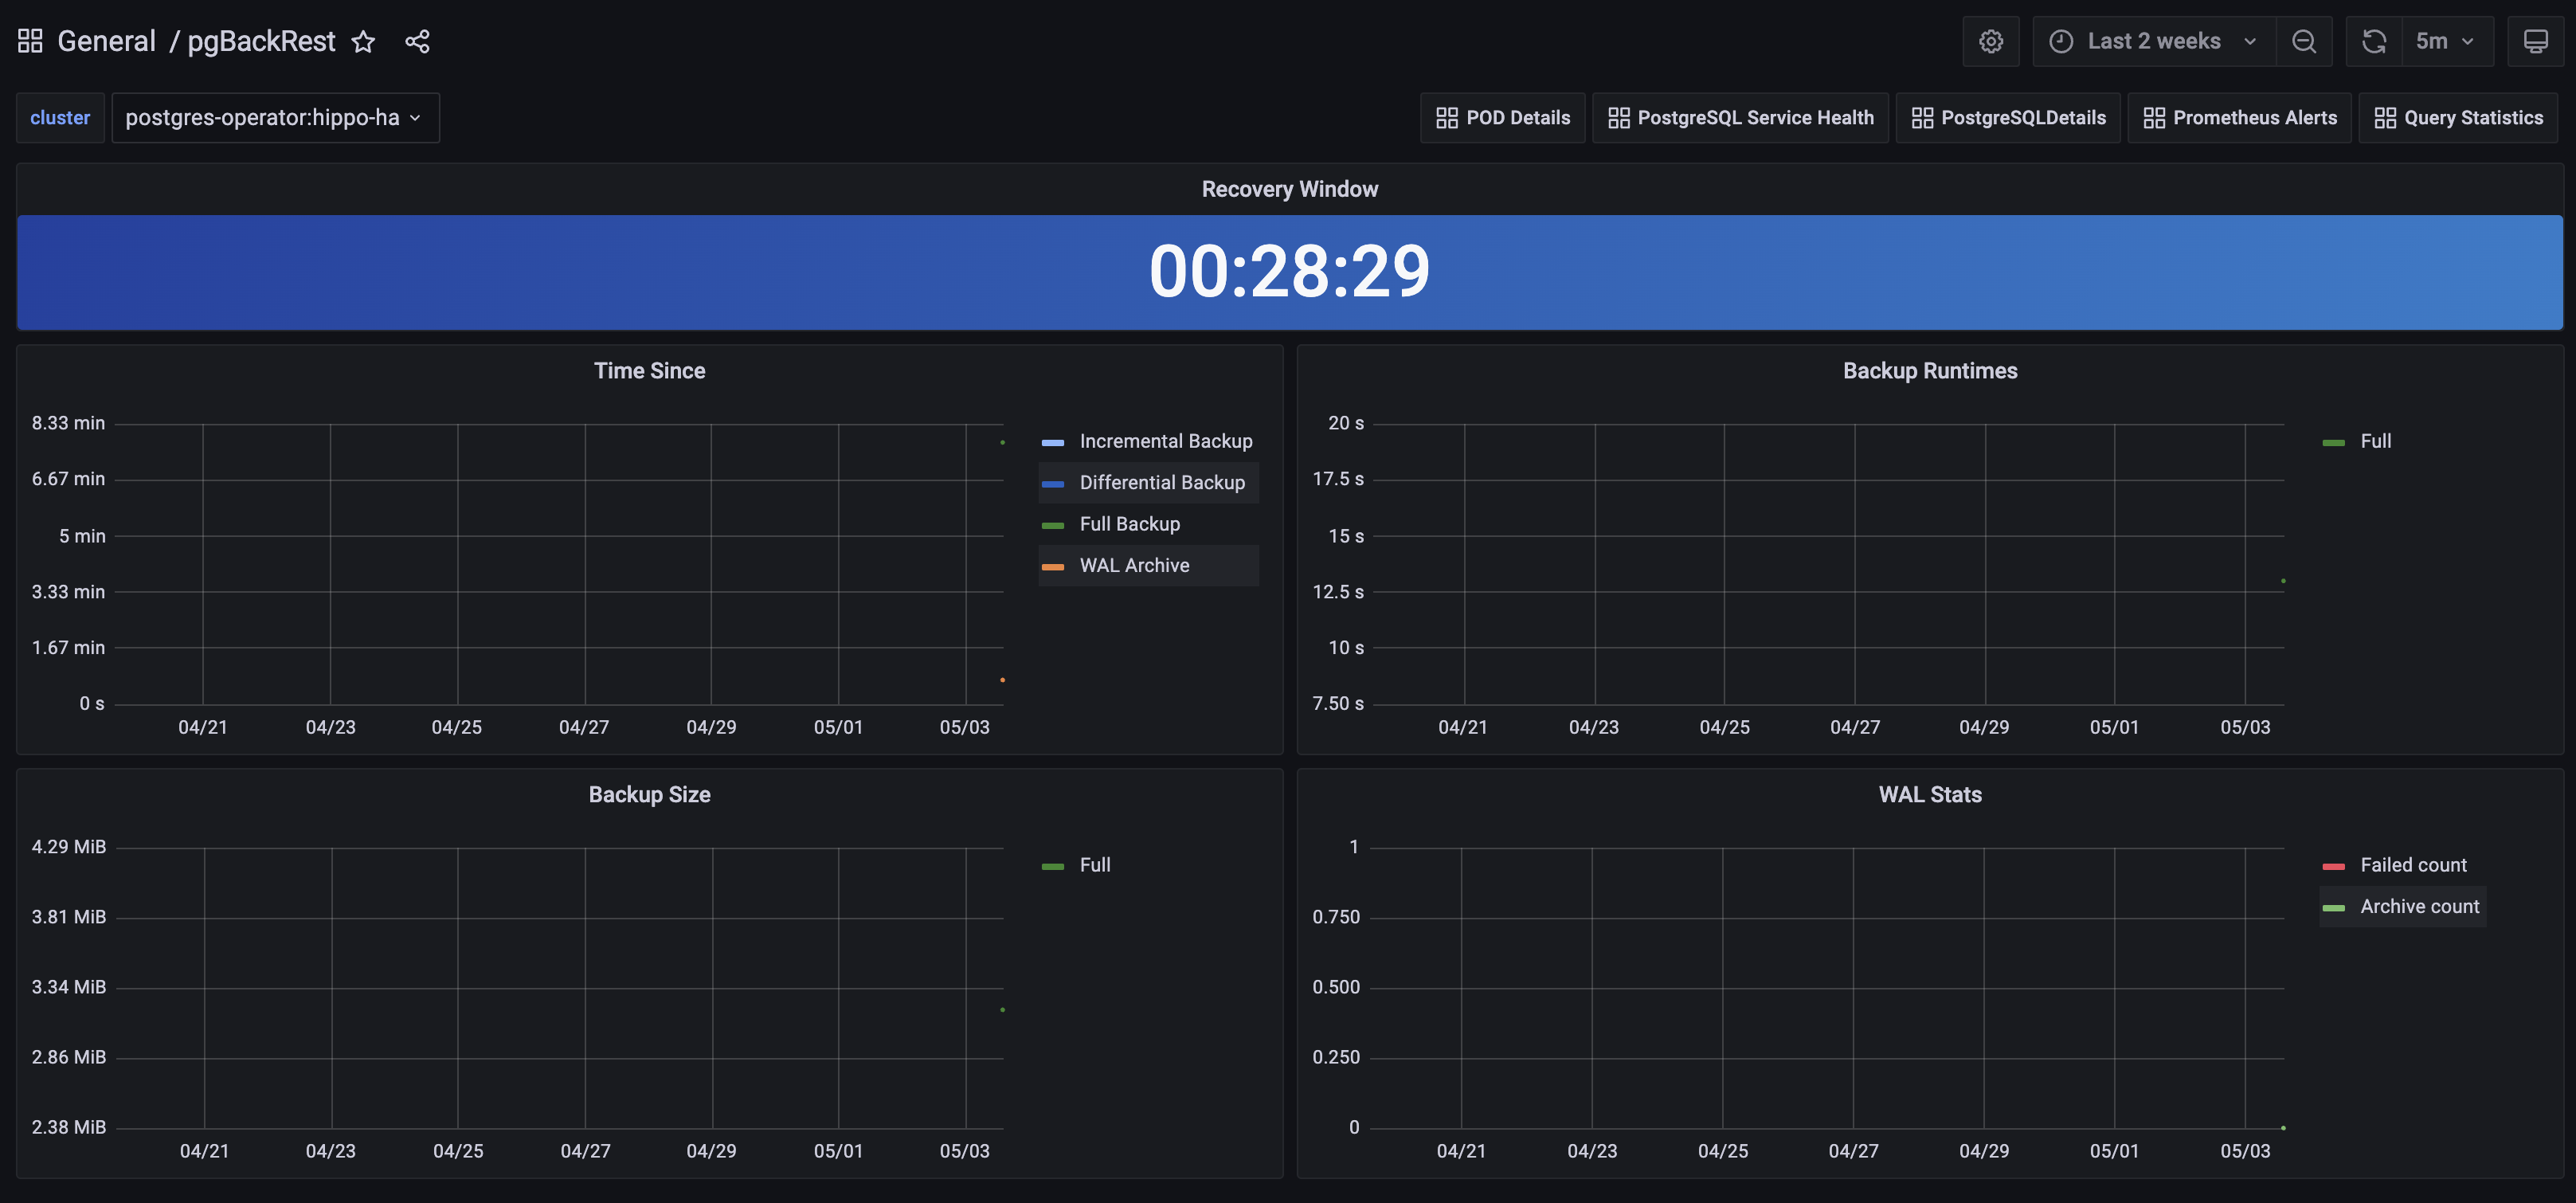 General / pgBackRest
Last 2 weeks
5m
cluster
postgres-operator:hippo-ha
POD Details
PostgreSQL Service Health
PostgreSQLDetails
Prometheus Alerts
Query Statistics
Recovery Window
00:28:29
Time Since
8.33 min
6.67 min
5 min
3.33 min
1.67 min
0 s
04/21 04/23 04/25 04/27 04/29 05/01 05/03
Incremental Backup
Differential Backup
Full Backup
WAL Archive
Backup Runtimes
20 s
17.5 s
15 s
12.5 s
10 s
7.50 s
04/21 04/23 04/25 04/27 04/29 05/01 05/03
Full
Backup Size
4.29 MiB
3.81 MiB
3.34 MiB
2.86 MiB
2.38 MiB
04/21 04/23 04/25 04/27 04/29 05/01 05/03
Full
WAL Stats
1
0.750
0.500
0.250
0
04/21 04/23 04/25 04/27 04/29 05/01 05/03
Failed count
Archive count